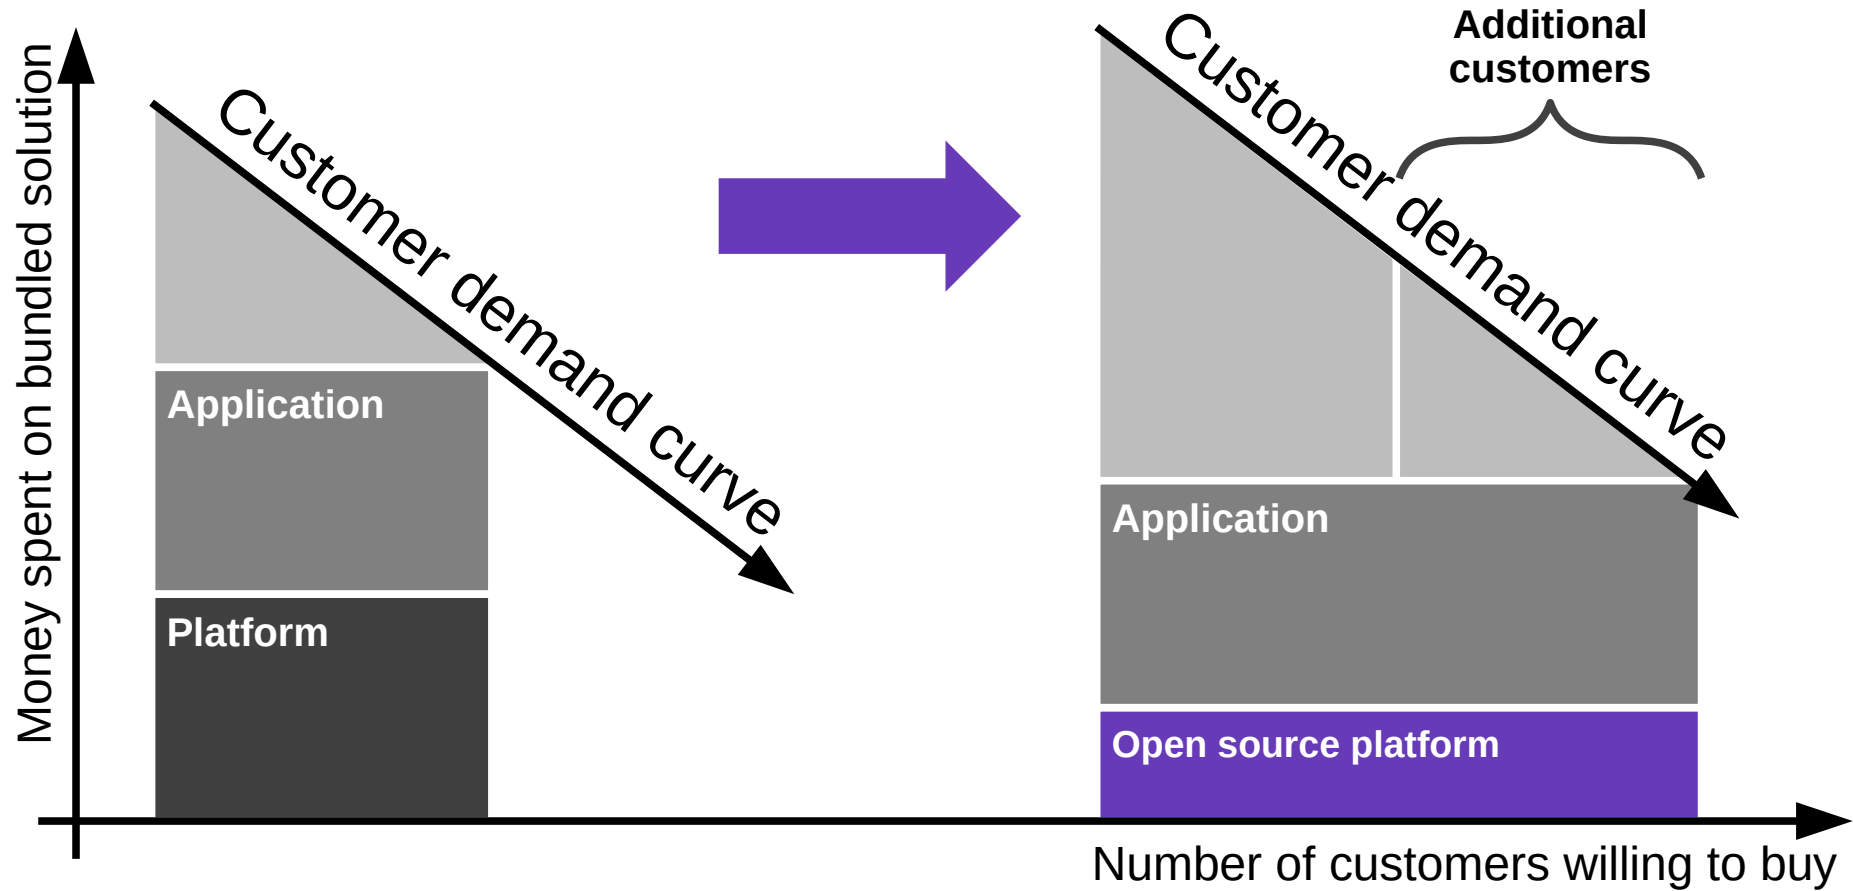 Money spent on bundled solution
Customer demand curve
Application
Platform
Additional
customers
Customer demand curve
Application
Open source platform
Number of customers willing to buy